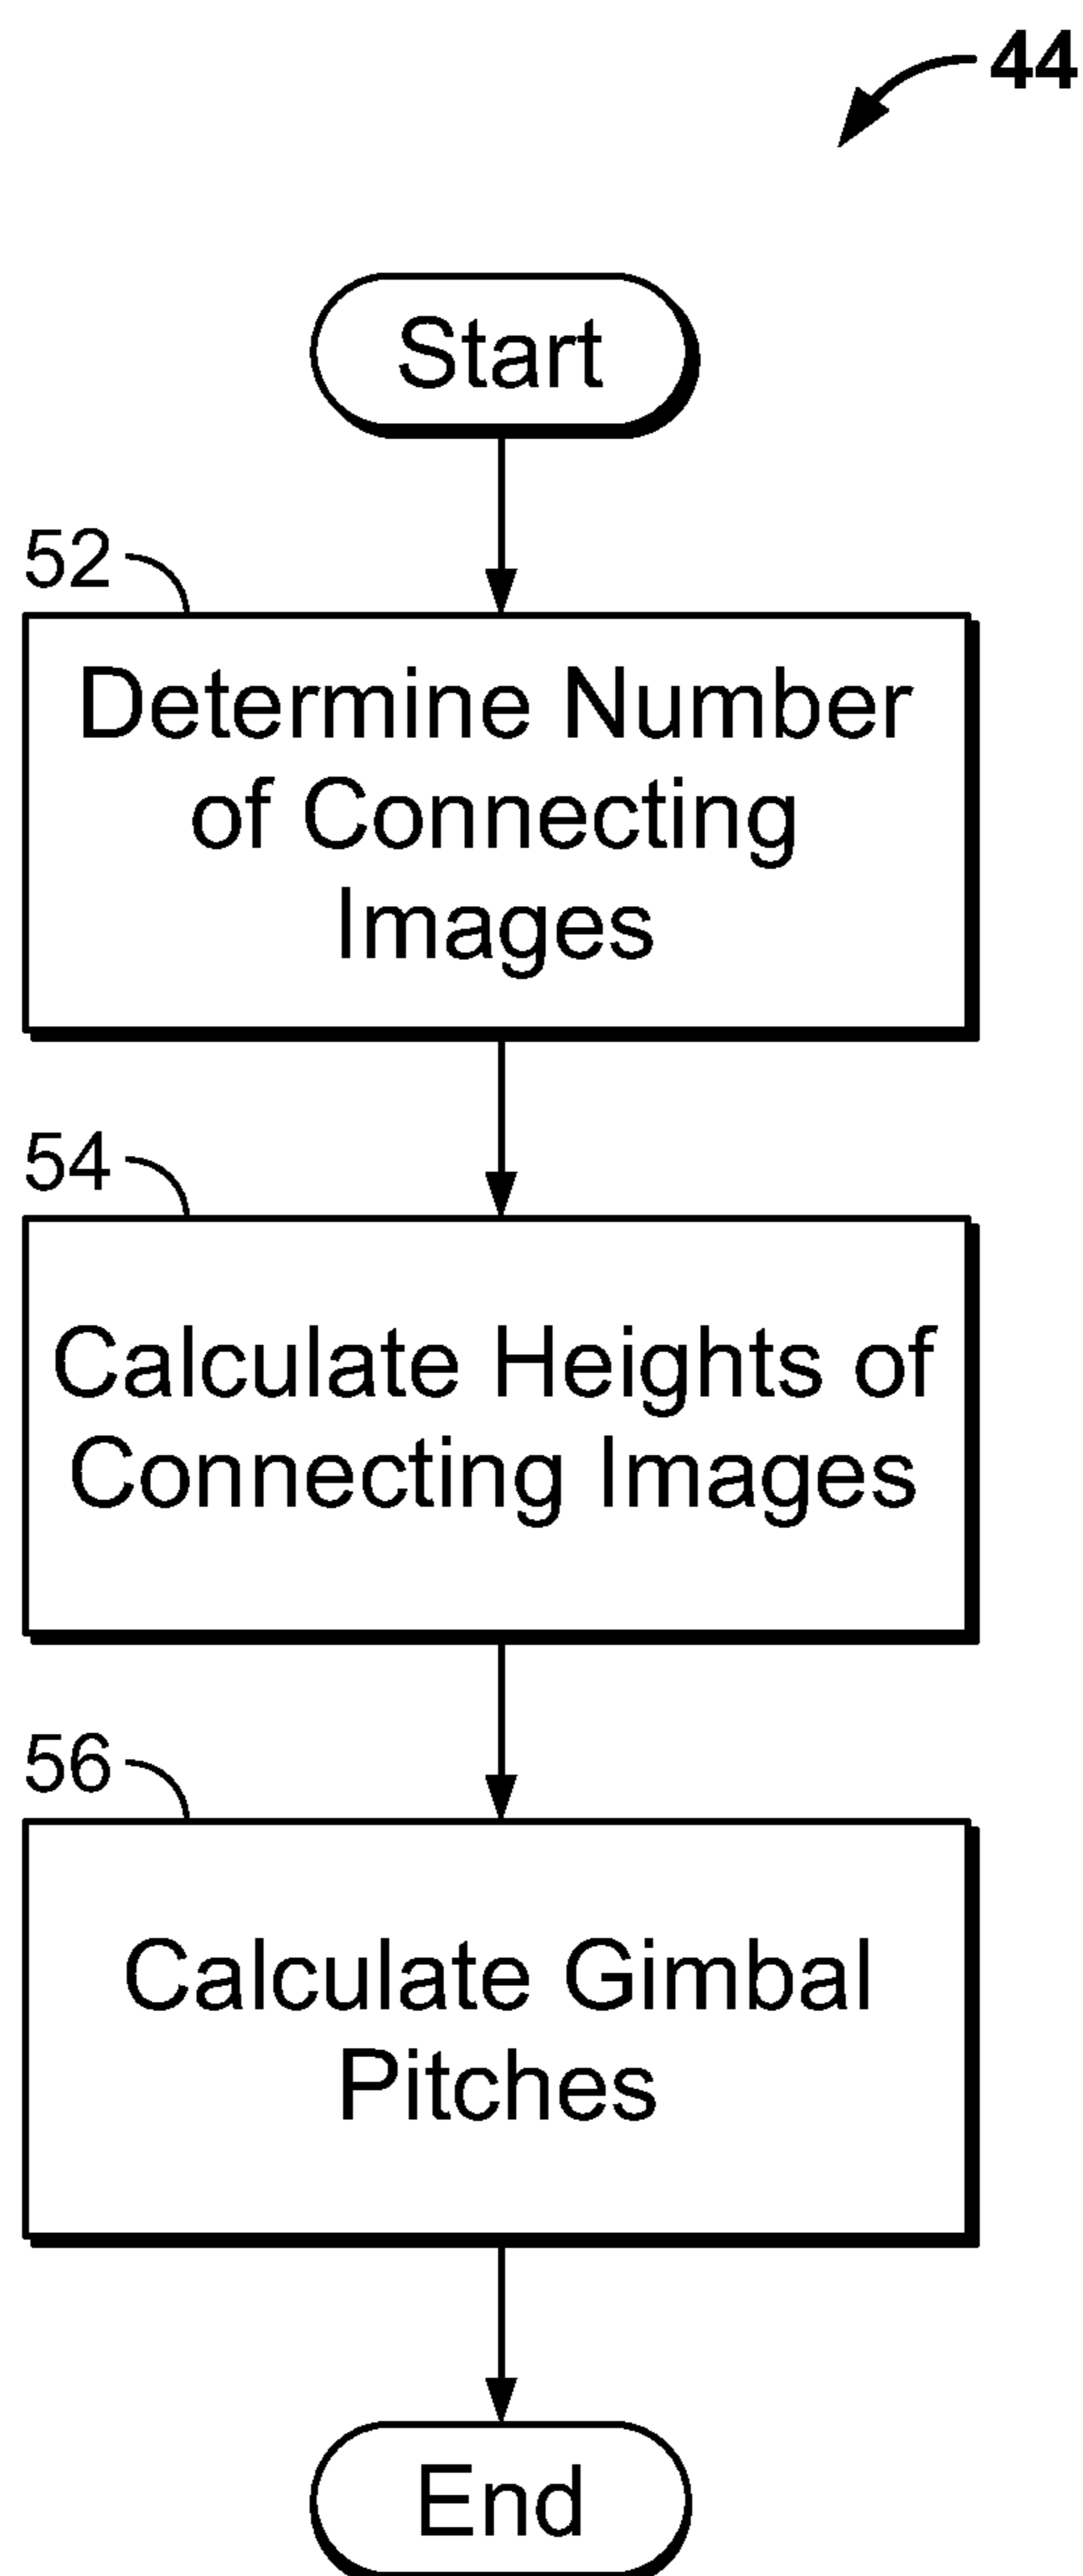 44
Start
52
Determine Number
of Connecting
Images
54
Calculate Heights of
Connecting Images
56
Calculate Gimbal
Pitches
End